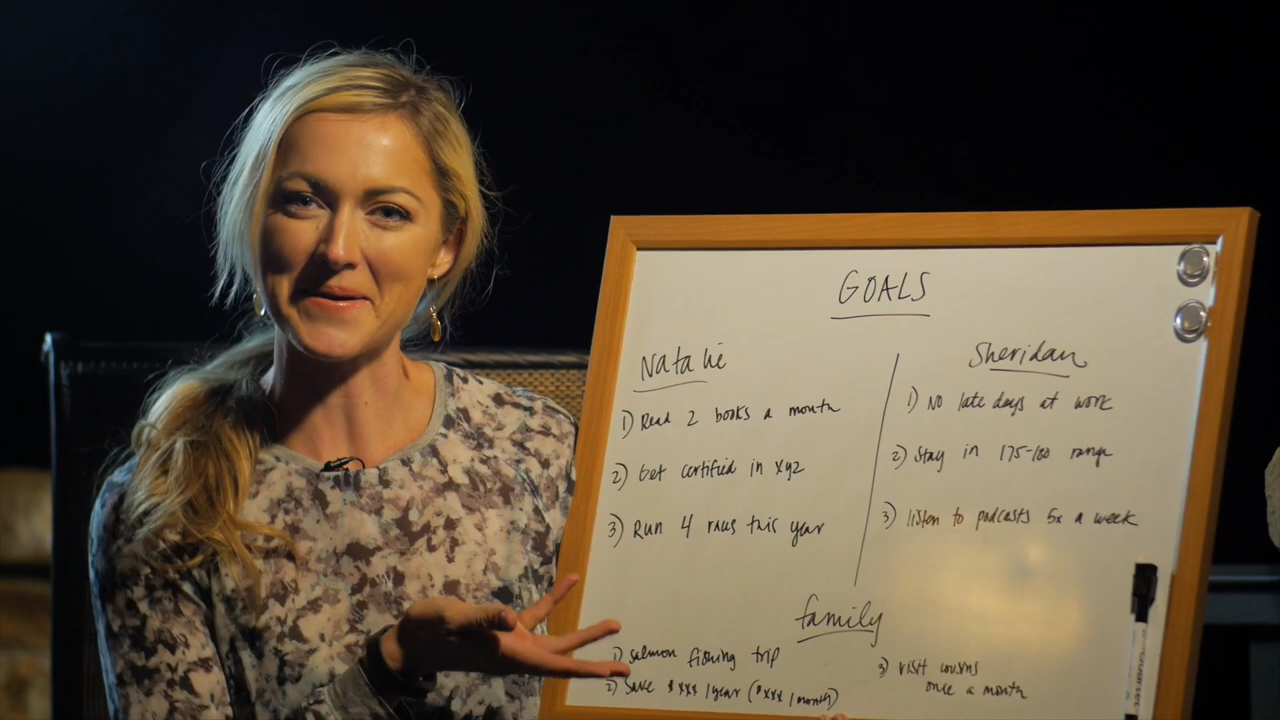 GOALS
Natalie
1) Read 2 books a month
2) Get certified in xyz
3) Run 4 races this year
Sheridan
1) No late days at work
2) Stay in 175-180 range
3) listen to podcasts 5x a week
family
1) salmon fishing trip
2) Save $xxx /year ($xxx /month)
3) visit cousins
once a month